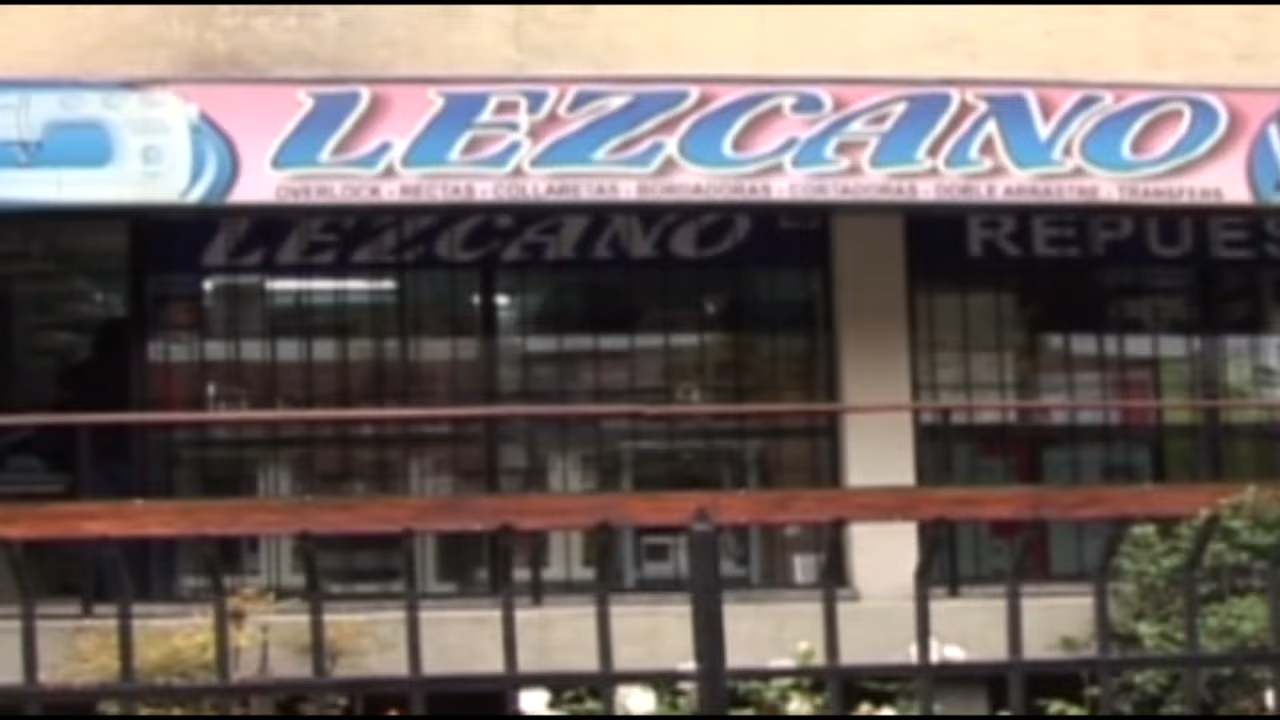 LEZCANO
OVERLOCK - RECTAS - COLLARETAS - BORDADORAS - CORTADORAS - DOBLE ARRASTRE - TRANSFERS
LEZCANO REPUES